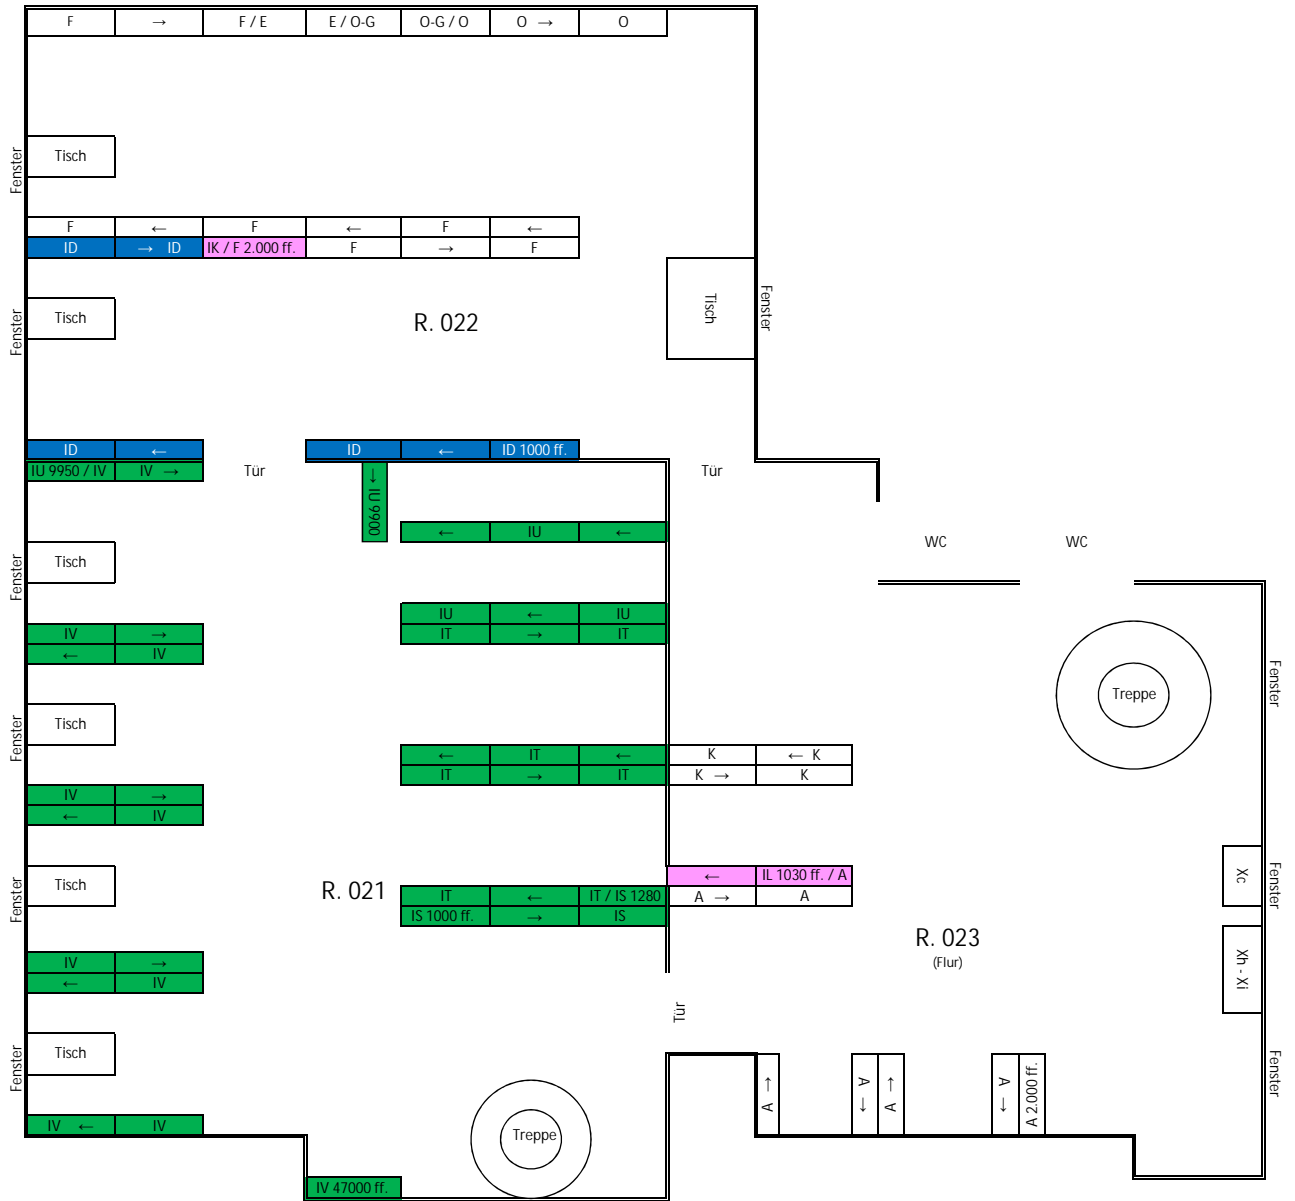 F → F / E E / O-G O-G / O O → O
Fenster
Tisch
F ← F ← F ←
ID → ID IK / F 2.000 ff. F → F
Fenster
Tisch
R. 022
Tisch
Fenster
ID ← ID ← ID 1000 ff.
IU 9950 / IV IV → Tür
Tür
← IU 9900
← IU ←
WC WC
Fenster
Tisch
IU ← IU
IT → IT
IV →
← IV
Treppe
Fenster
Fenster
Tisch
← IT ← K ← K
IT → IT K → K
IV →
← IV
Fenster
Tisch
R. 021
← IL 1030 ff. / A
IT ← IT / IS 1280 A → A
IS 1000 ff. → IS
Xc
Fenster
R. 023
(Flur)
Xh - Xi
IV →
← IV
Tür
Fenster
Tisch
A →
← A
A →
← A
A 2.000 ff.
Fenster
IV ← IV
Treppe
IV 47000 ff.